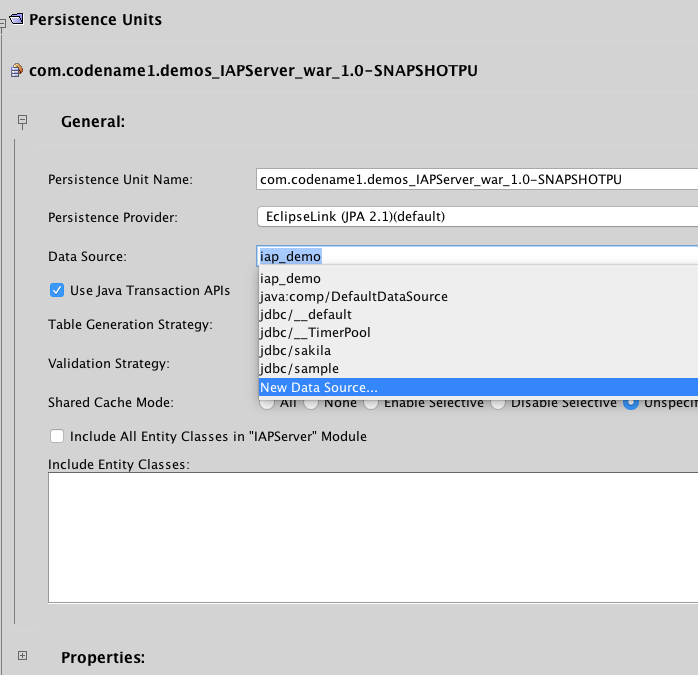 Persistence Units
com.codename1.demos_IAPServer_war_1.0-SNAPSHOTPU
General:
Persistence Unit Name: com.codename1.demos_IAPServer_war_1.0-SNAPSHOTPU
Persistence Provider: EclipseLink (JPA 2.1)(default)
Data Source: iap_demo
iap_demo
Use Java Transaction APIs
java:comp/DefaultDataSource
jdbc/__default
Table Generation Strategy:
jdbc/__TimerPool
jdbc/sakila
Validation Strategy:
jdbc/sample
New Data Source...
Shared Cache Mode: All None Enable Selective Disable Selective Unspecif
Include All Entity Classes in "IAPServer" Module
Include Entity Classes:
Properties: